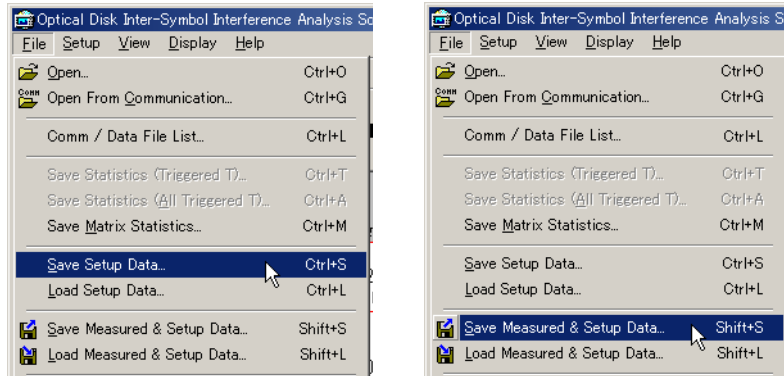 Optical Disk Inter-Symbol Interference Analysis So
File Setup View Display Help
Open... Ctrl+O
Open From Communication... Ctrl+G
Comm / Data File List... Ctrl+L
Save Statistics (Triggered T)... Ctrl+T
Save Statistics (All Triggered T)... Ctrl+A
Save Matrix Statistics... Ctrl+M
Save Setup Data... Ctrl+S
Load Setup Data... Ctrl+L
Save Measured & Setup Data... Shift+S
Load Measured & Setup Data... Shift+L
Optical Disk Inter-Symbol Interference Analysis S
File Setup View Display Help
Open... Ctrl+O
Comm
Open From Communication... Ctrl+G
Comm / Data File List... Ctrl+L
Save Statistics (Triggered T)... Ctrl+T
Save Statistics (All Triggered T)... Ctrl+A
Save Matrix Statistics... Ctrl+M
Save Setup Data... Ctrl+S
Load Setup Data... Ctrl+L
Save Measured & Setup Data... Shift+S
Load Measured & Setup Data... Shift+L